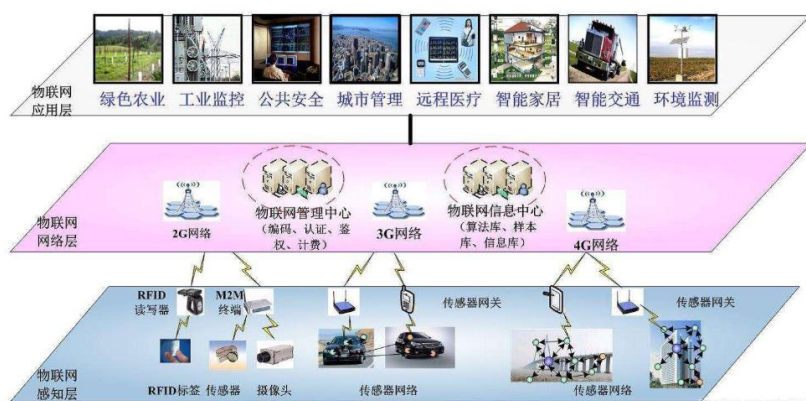 物联网
应用层
绿色农业 工业监控 公共安全 城市管理 远程医疗 智能家居 智能交通 环境监测
物联网
网络层
2G网络
物联网管理中心
(编码、认证、鉴
权、计费)
3G网络
物联网信息中心
(算法库、样本
库、信息库)
4G网络
RFID
读写器
M2M
终端
传感器网关
传感器网关
物联网
感知层
RFID标签 传感器 摄像头 传感器网络 传感器网络